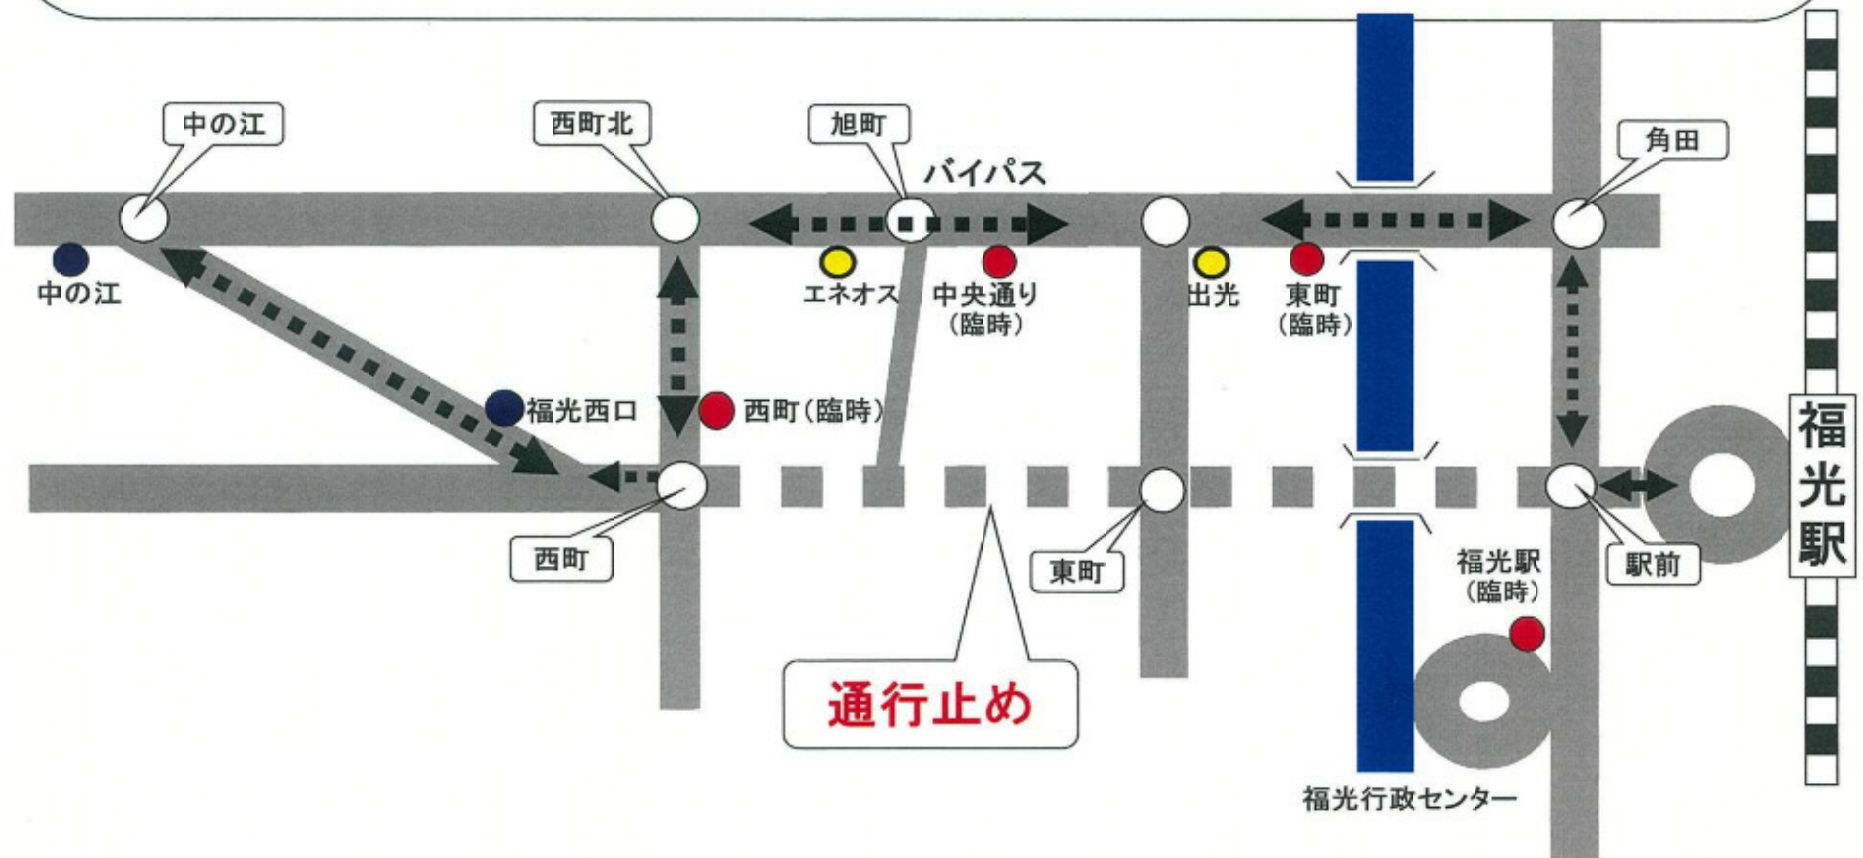 中の江
西町北
旭町
角田
バイパス
中の江
エネオス
中央通り
(臨時)
出光
東町
(臨時)
福光西口
西町(臨時)
福光駅
西町
東町
福光駅
(臨時)
駅前
通行止め
福光行政センター